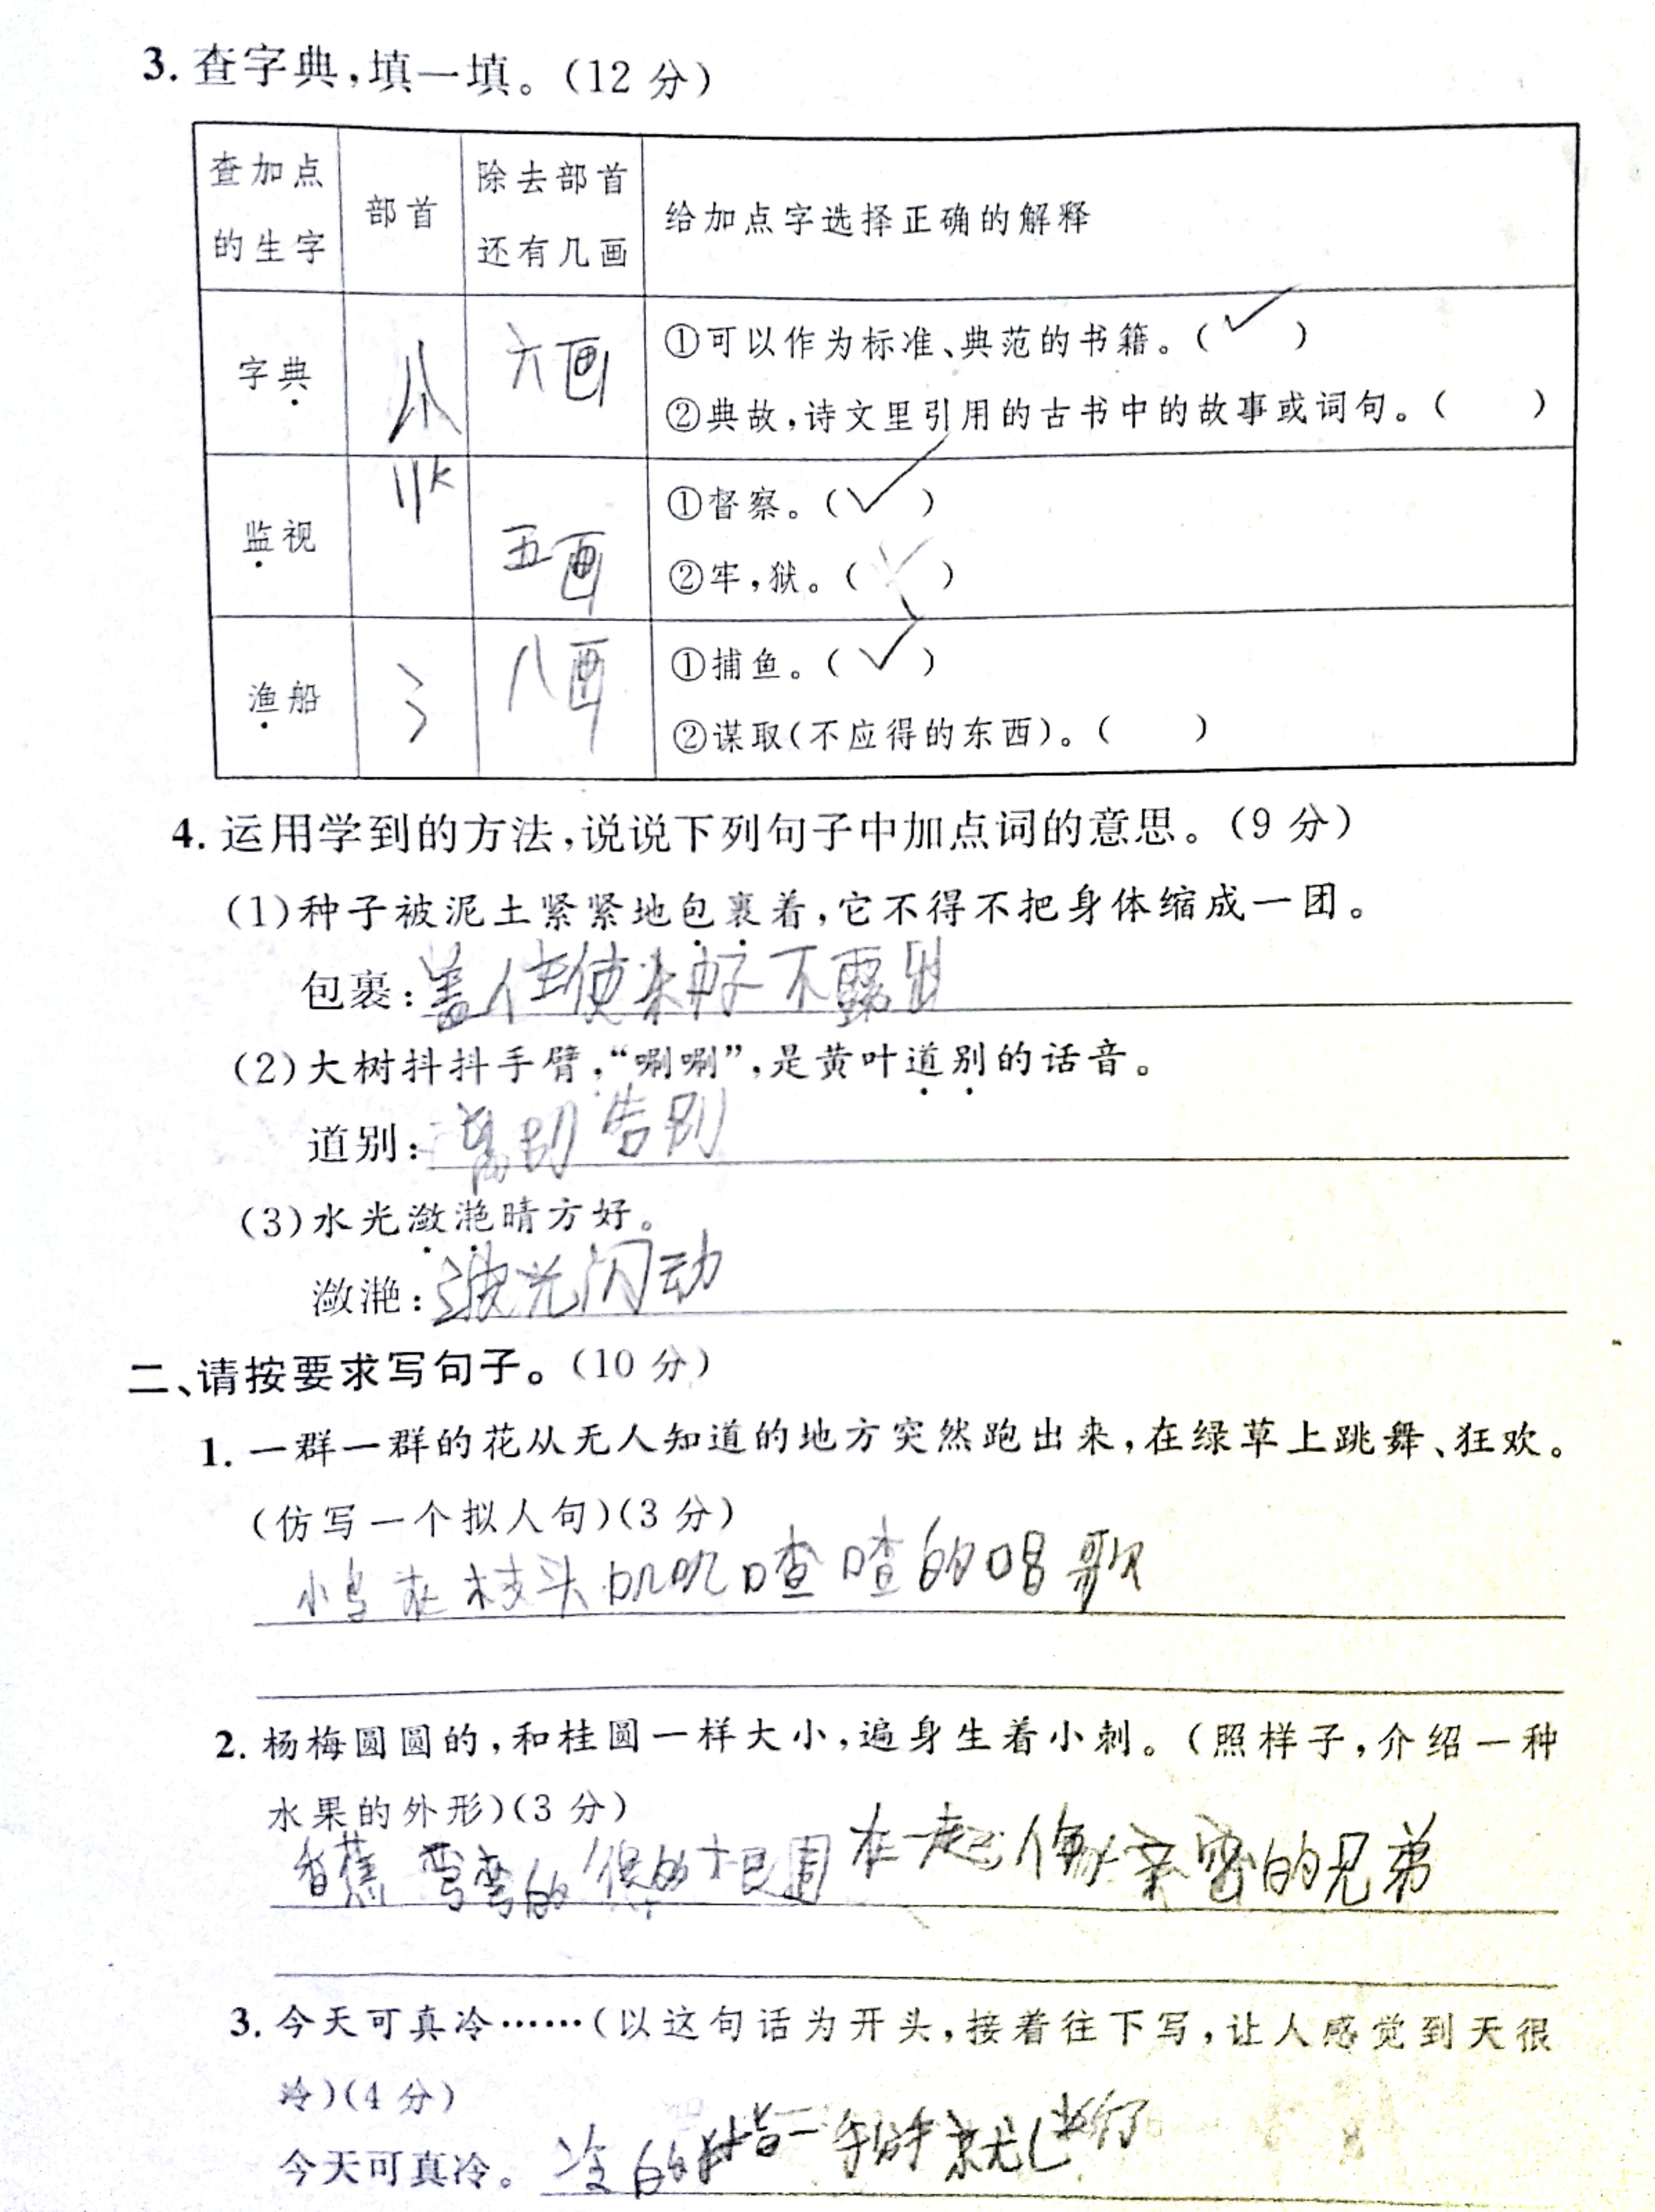 3. 查字典,填一填。(12 分)
查加点的生字 部首 除去部首还有几画 给加点字选择正确的解释
字典 八 六画 ①可以作为标准、典范的书籍。(✓)
②典故,诗文里引用的古书中的故事或词句。( )
监视 五画 ①督察。(✓)
②牢,狱。( )
渔船 氵 八画 ①捕鱼。(✓)
②谋取(不应得的东西)。( )
4. 运用学到的方法,说说下列句子中加点词的意思。(9 分)
(1)种子被泥土紧紧地包裹着,它不得不把身体缩成一团。
包裹:盖住使种子不露出
(2)大树抖抖手臂,“唰唰”,是黄叶道别的话音。
道别:离别 告别
(3)水光潋滟晴方好。
潋滟:波光闪动
二、请按要求写句子。(10 分)
1. 一群一群的花从无人知道的地方突然跑出来,在绿草上跳舞、狂欢。
(仿写一个拟人句)(3 分)
小鸟在枝头叽叽喳喳的唱歌
2. 杨梅圆圆的,和桂圆一样大小,遍身生着小刺。(照样子,介绍一种
水果的外形)(3 分)
香蕉 弯弯的 根围在一起像亲密的兄弟
3. 今天可真冷……(以这句话为开头,接着往下写,让人感觉到天很
冷)(4 分)
今天可真冷。冷的 手 就